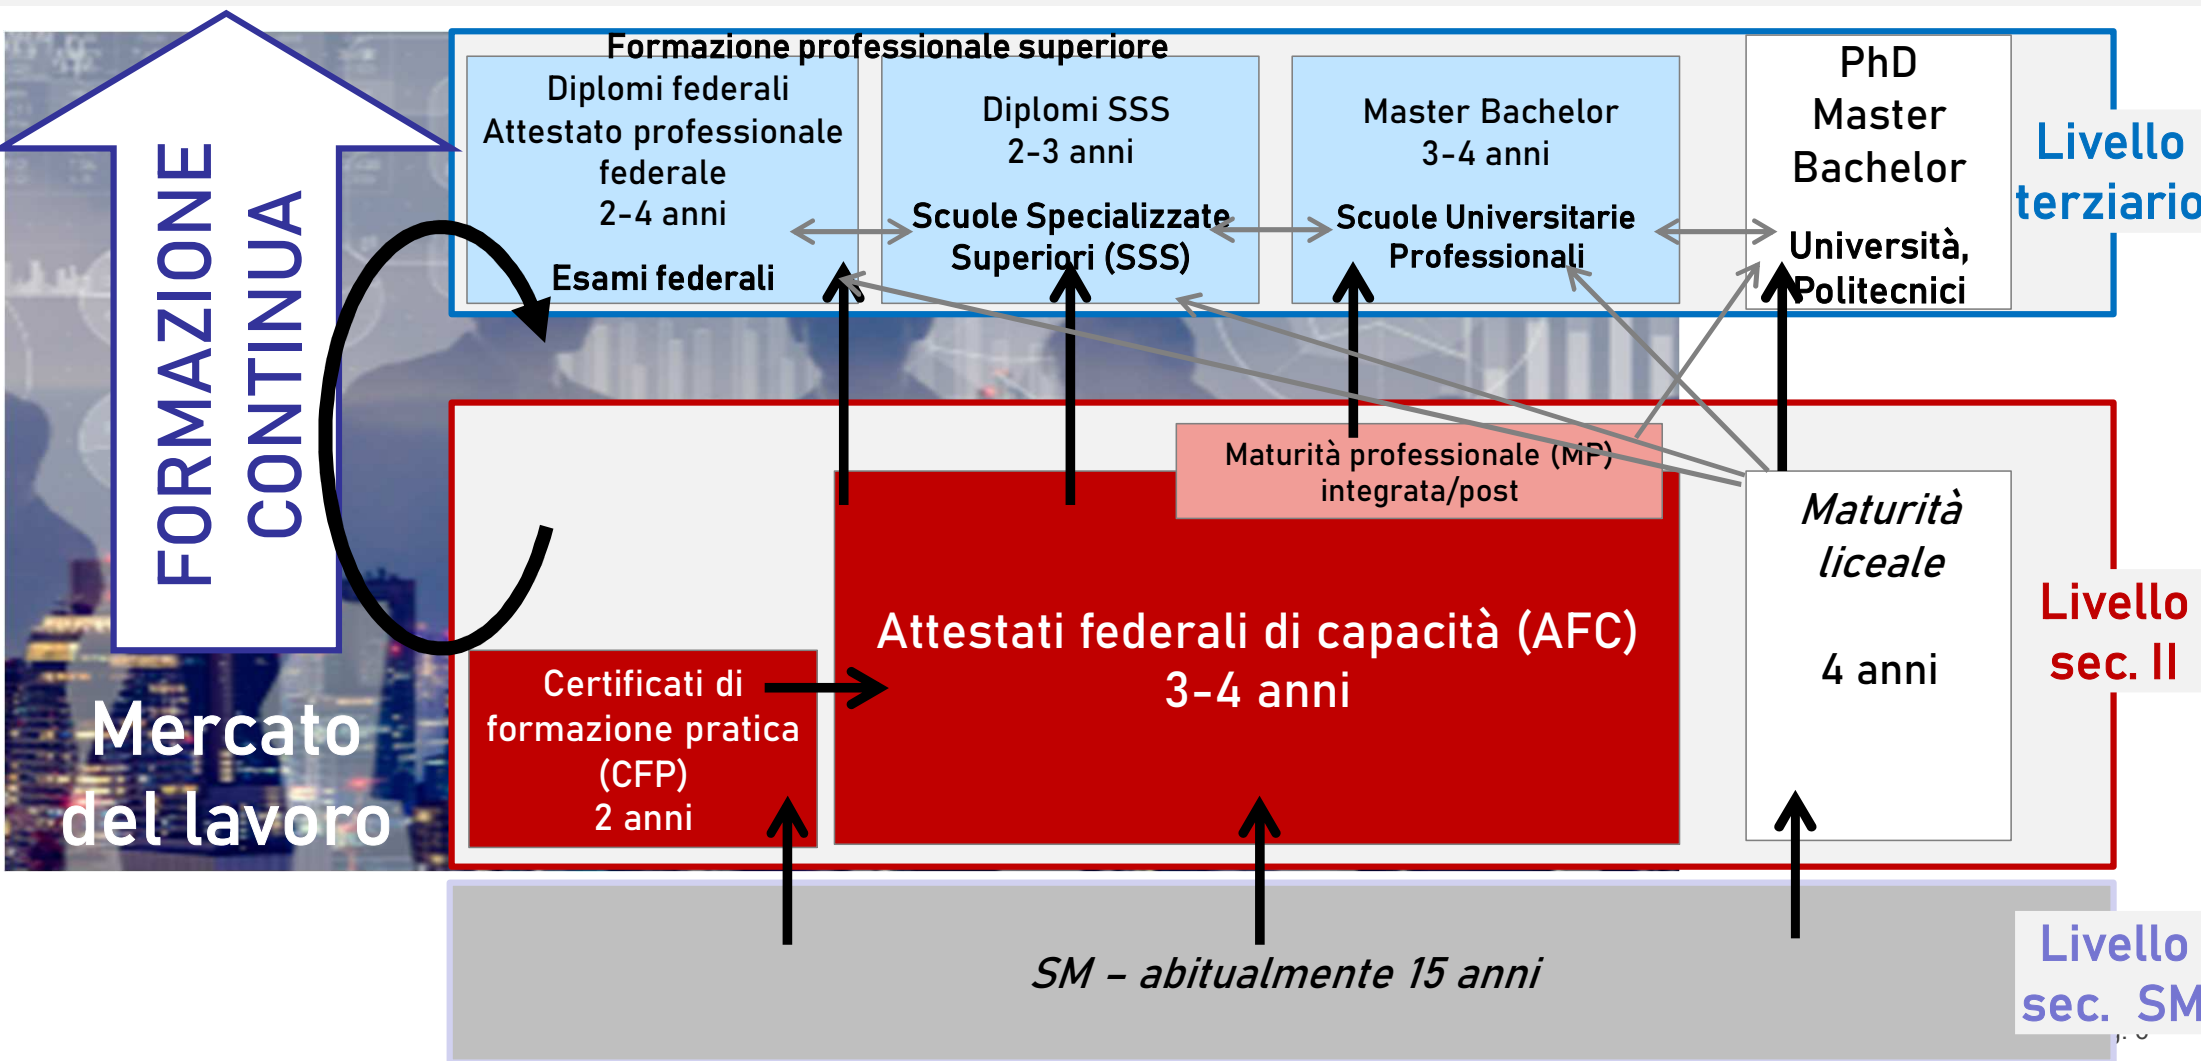 Formazione professionale superiore
Diplomi federali
Attestato professionale
federale
2-4 anni
Esami federali
Diplomi SSS
2-3 anni
Scuole Specializzate
Superiori (SSS)
Master Bachelor
3-4 anni
Scuole Universitarie
Professionali
PhD
Master
Bachelor
Università,
Politecnici
Livello
terziario
FORMAZIONE
CONTINUA
Maturità professionale (MP)
integrata/post
Attestati federali di capacità (AFC)
3-4 anni
Certificati di
formazione pratica
(CFP)
2 anni
Maturità
liceale
4 anni
Livello
sec. II
Mercato
del lavoro
SM – abitualmente 15 anni
Livello
sec. SM